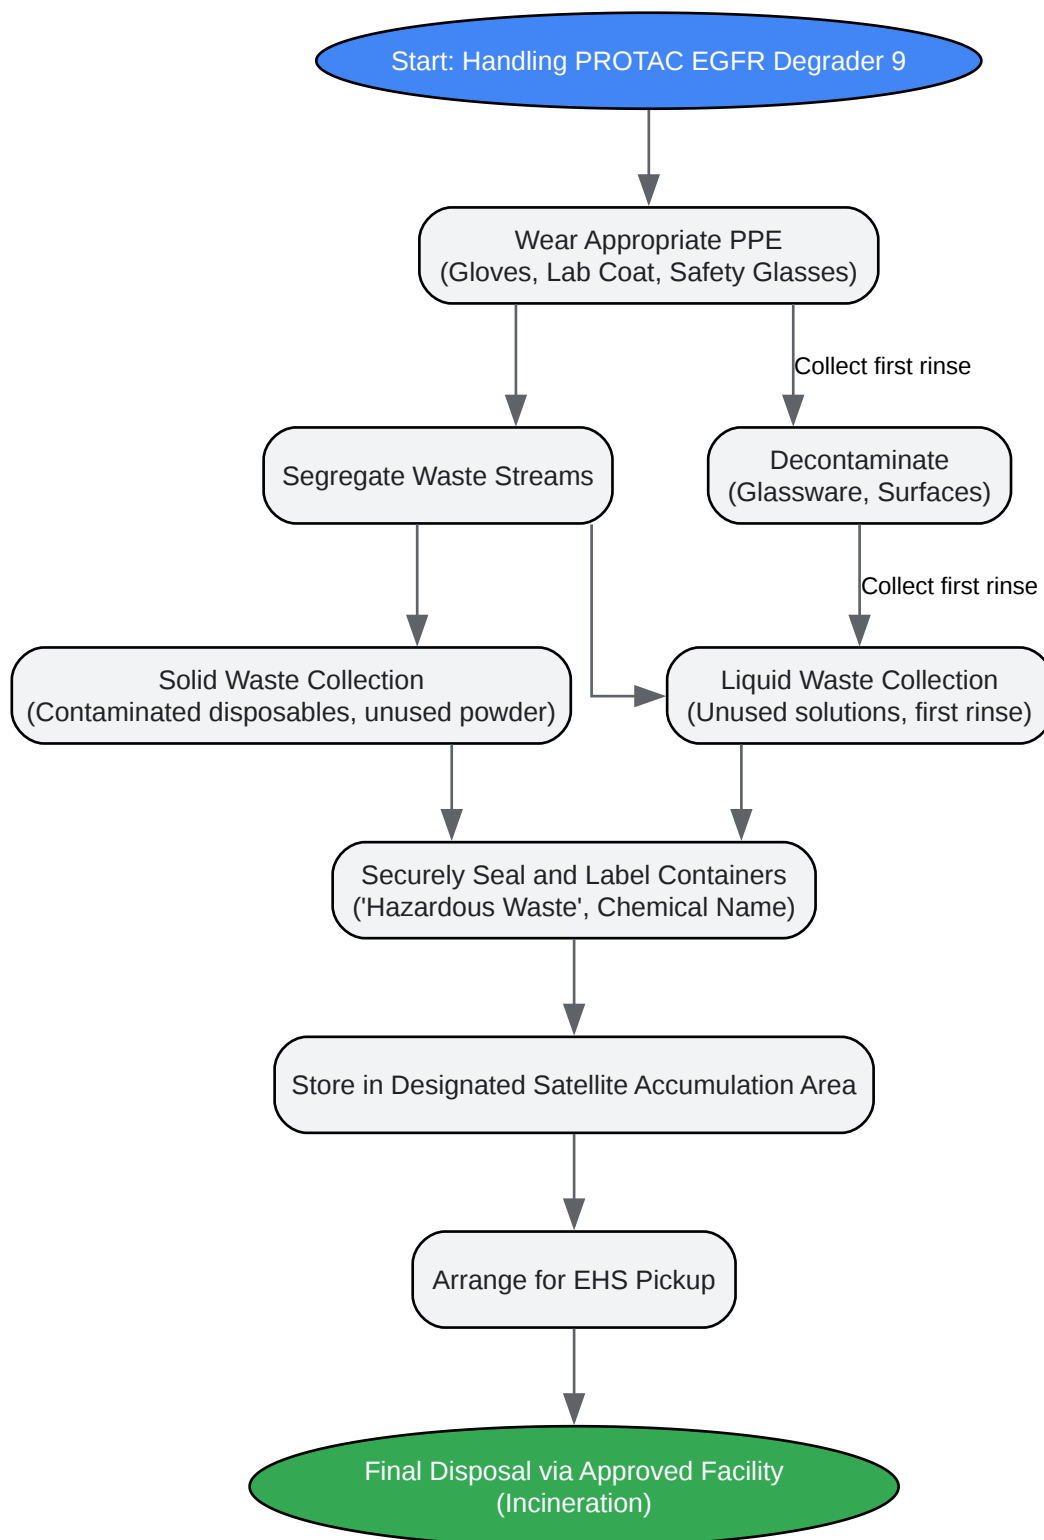 Start: Handling PROTAC EGFR Degrader 9
Wear Appropriate PPE
(Gloves, Lab Coat, Safety Glasses)
Collect first rinse
Segregate Waste Streams
Decontaminate
(Glassware, Surfaces)
Collect first rinse
Solid Waste Collection
(Contaminated disposables, unused powder)
Liquid Waste Collection
(Unused solutions, first rinse)
Securely Seal and Label Containers
('Hazardous Waste', Chemical Name)
Store in Designated Satellite Accumulation Area
Arrange for EHS Pickup
Final Disposal via Approved Facility
(Incineration)